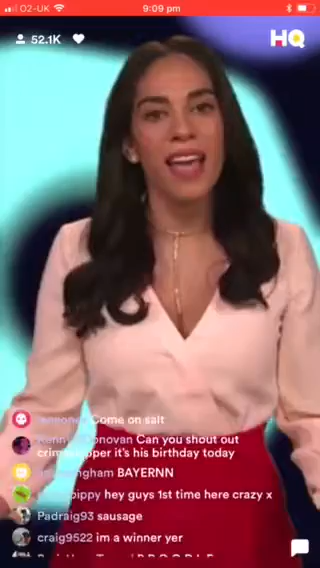 O2-UK
9:09 pm
52.1K
HQ
Come on salt
Donovan Can you shout out
it's his birthday today
BAYERNN
hey guys 1st time here crazy x
Padraig93 sausage
craig9522 im a winner yer